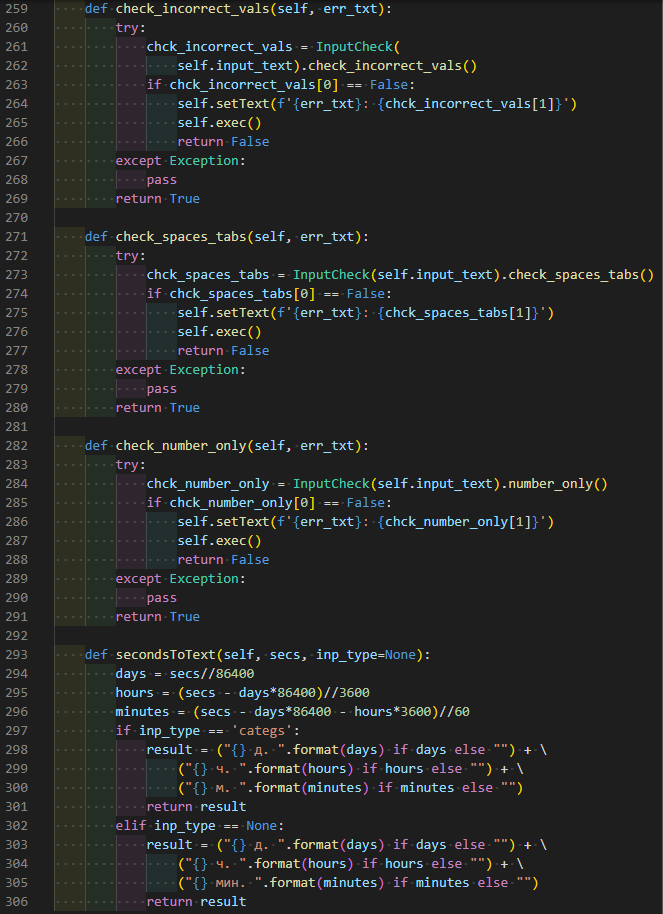 259 def check_incorrect_vals(self, err_txt):
260 try:
261 chck_incorrect_vals = InputCheck(
262 self.input_text).check_incorrect_vals()
263 if chck_incorrect_vals[0] == False:
264 self.setText(f'{err_txt}: {chck_incorrect_vals[1]}')
265 self.exec()
266 return False
267 except Exception:
268 pass
269 return True
270
271 def check_spaces_tabs(self, err_txt):
272 try:
273 chck_spaces_tabs = InputCheck(self.input_text).check_spaces_tabs()
274 if chck_spaces_tabs[0] == False:
275 self.setText(f'{err_txt}: {chck_spaces_tabs[1]}')
276 self.exec()
277 return False
278 except Exception:
279 pass
280 return True
281
282 def check_number_only(self, err_txt):
283 try:
284 chck_number_only = InputCheck(self.input_text).number_only()
285 if chck_number_only[0] == False:
286 self.setText(f'{err_txt}: {chck_number_only[1]}')
287 self.exec()
288 return False
289 except Exception:
290 pass
291 return True
292
293 def secondsToText(self, secs, inp_type=None):
294 days = secs//86400
295 hours = (secs - days*86400)//3600
296 minutes = (secs - days*86400 - hours*3600)//60
297 if inp_type == 'categs':
298 result = ("{} д. ".format(days) if days else "") + \
299 ("{} ч. ".format(hours) if hours else "") + \
300 ("{} м. ".format(minutes) if minutes else "")
301 return result
302 elif inp_type == None:
303 result = ("{} д. ".format(days) if days else "") + \
304 ("{} ч. ".format(hours) if hours else "") + \
305 ("{} мин. ".format(minutes) if minutes else "")
306 return result